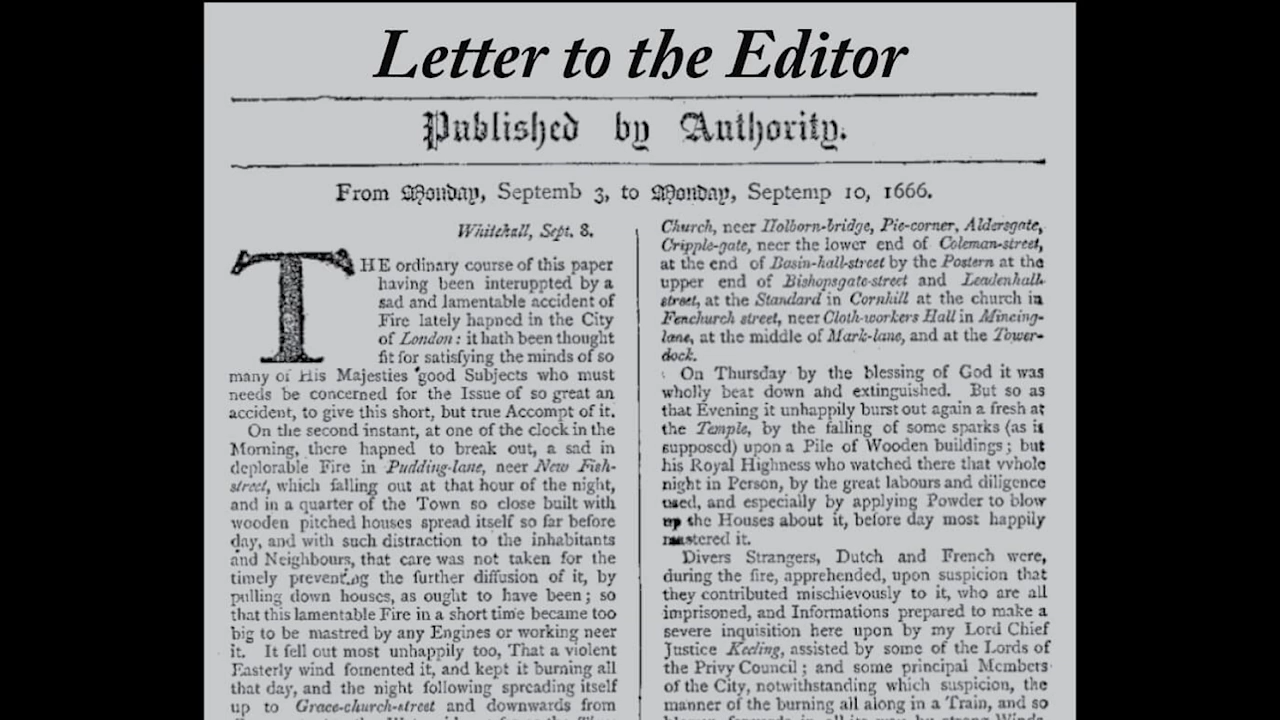 Letter to the Editor
Published by Authority.
From Monday, Septemb 3, to Monday, Septemp 10, 1666.
Whitehall, Sept. 8.
THE ordinary course of this paper
having been interuppted by a
sad and lamentable accident of
Fire lately hapned in the City
of London: it hath been thought
fit for satisfying the minds of so
many of His Majesties good Subjects who must
needs be concerned for the Issue of so great an
accident, to give this short, but true Accompt of it.
On the second instant, at one of the clock in the
Morning, there hapned to break out, a sad in
deplorable Fire in Pudding-lane, neer New Fish-
street, which falling out at that hour of the night,
and in a quarter of the Town so close built with
wooden pitched houses spread itself so far before
day, and with such distraction to the inhabitants
and Neighbours, that care was not taken for the
timely preventing the further diffusion of it, by
pulling down houses, as ought to have been; so
that this lamentable Fire in a short time became too
big to be mastred by any Engines or working neer
it. It fell out most unhappily too, That a violent
Easterly wind fomented it, and kept it burning all
that day, and the night following spreading itself
up to Grace-church-street and downwards from
Church, neer Holborn-bridge, Pie-corner, Aldersgate,
Cripple-gate, neer the lower end of Coleman-street,
at the end of Basin-hall-street by the Postern at the
upper end of Bishopsgate-street and Leadenhall-
street, at the Standard in Cornhill at the church in
Fenchurch street, neer Cloth-workers Hall in Mincing-
lane, at the middle of Mark-lane, and at the Tower-
dock.
On Thursday by the blessing of God it was
wholly beat down and extinguished. But so as
that Evening it unhappily burst out again a fresh at
the Temple, by the falling of some sparks (as is
supposed) upon a Pile of Wooden buildings; but
his Royal Highness who watched there that vvhole
night in Person, by the great labours and diligence
used, and especially by applying Powder to blow
up the Houses about it, before day most happily
mastered it.
Divers Strangers, Dutch and French were,
during the fire, apprehended, upon suspicion that
they contributed mischievously to it, who are all
imprisoned, and Informations prepared to make a
severe inquisition here upon by my Lord Chief
Justice Keeling, assisted by some of the Lords of
the Privy Council; and some principal Members
of the City, notwithstanding which suspicion, the
manner of the burning all along in a Train, and so